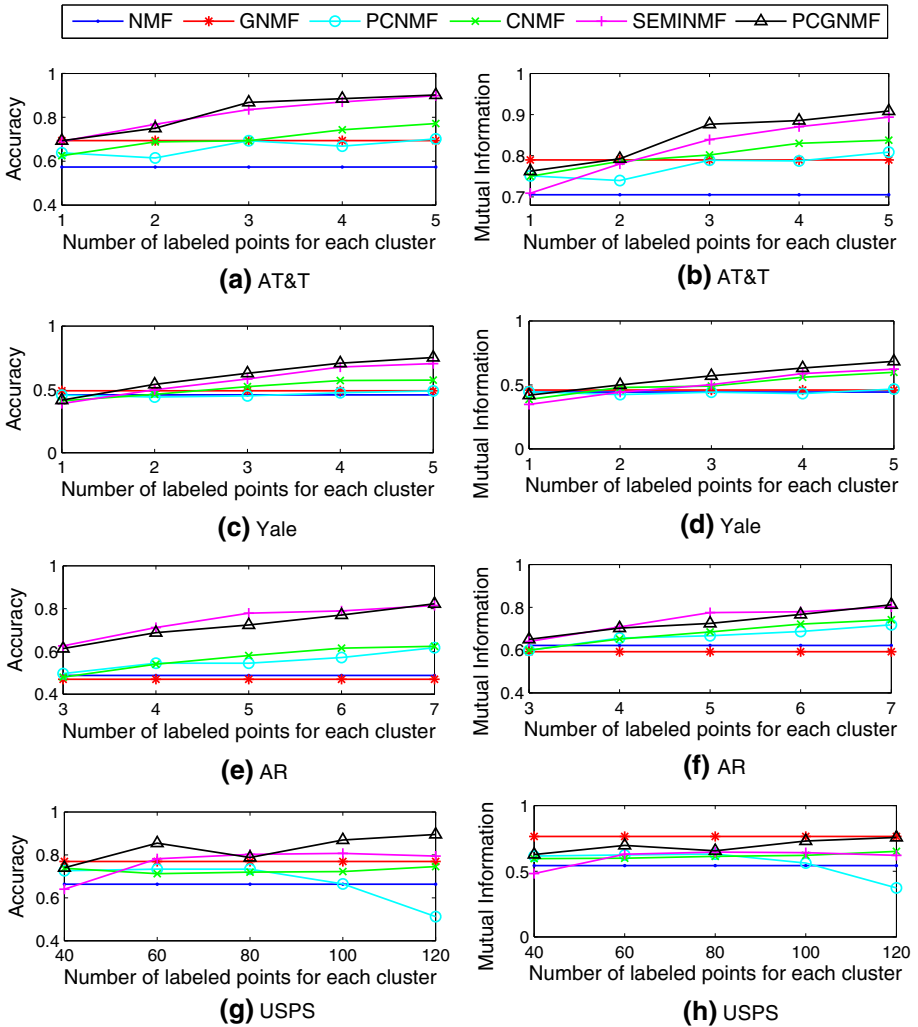 NMF GNMF PCNMF CNMF SEMINMF PCGNMF
Accuracy
1
0.8
0.6
0.4
1 2 3 4 5
Number of labeled points for each cluster
(a) AT&T
Mutual Information
1
0.9
0.8
0.7
1 2 3 4 5
Number of labeled points for each cluster
(b) AT&T
Accuracy
1
0.5
0
1 2 3 4 5
Number of labeled points for each cluster
(c) Yale
Mutual Information
1
0.5
0
1 2 3 4 5
Number of labeled points for each cluster
(d) Yale
Accuracy
1
0.8
0.6
0.4
3 4 5 6 7
Number of labeled points for each cluster
(e) AR
Mutual Information
1
0.8
0.6
0.4
3 4 5 6 7
Number of labeled points for each cluster
(f) AR
Accuracy
1
0.8
0.6
0.4
40 60 80 100 120
Number of labeled points for each cluster
(g) USPS
Mutual Information
1
0.5
0
40 60 80 100 120
Number of labeled points for each cluster
(h) USPS